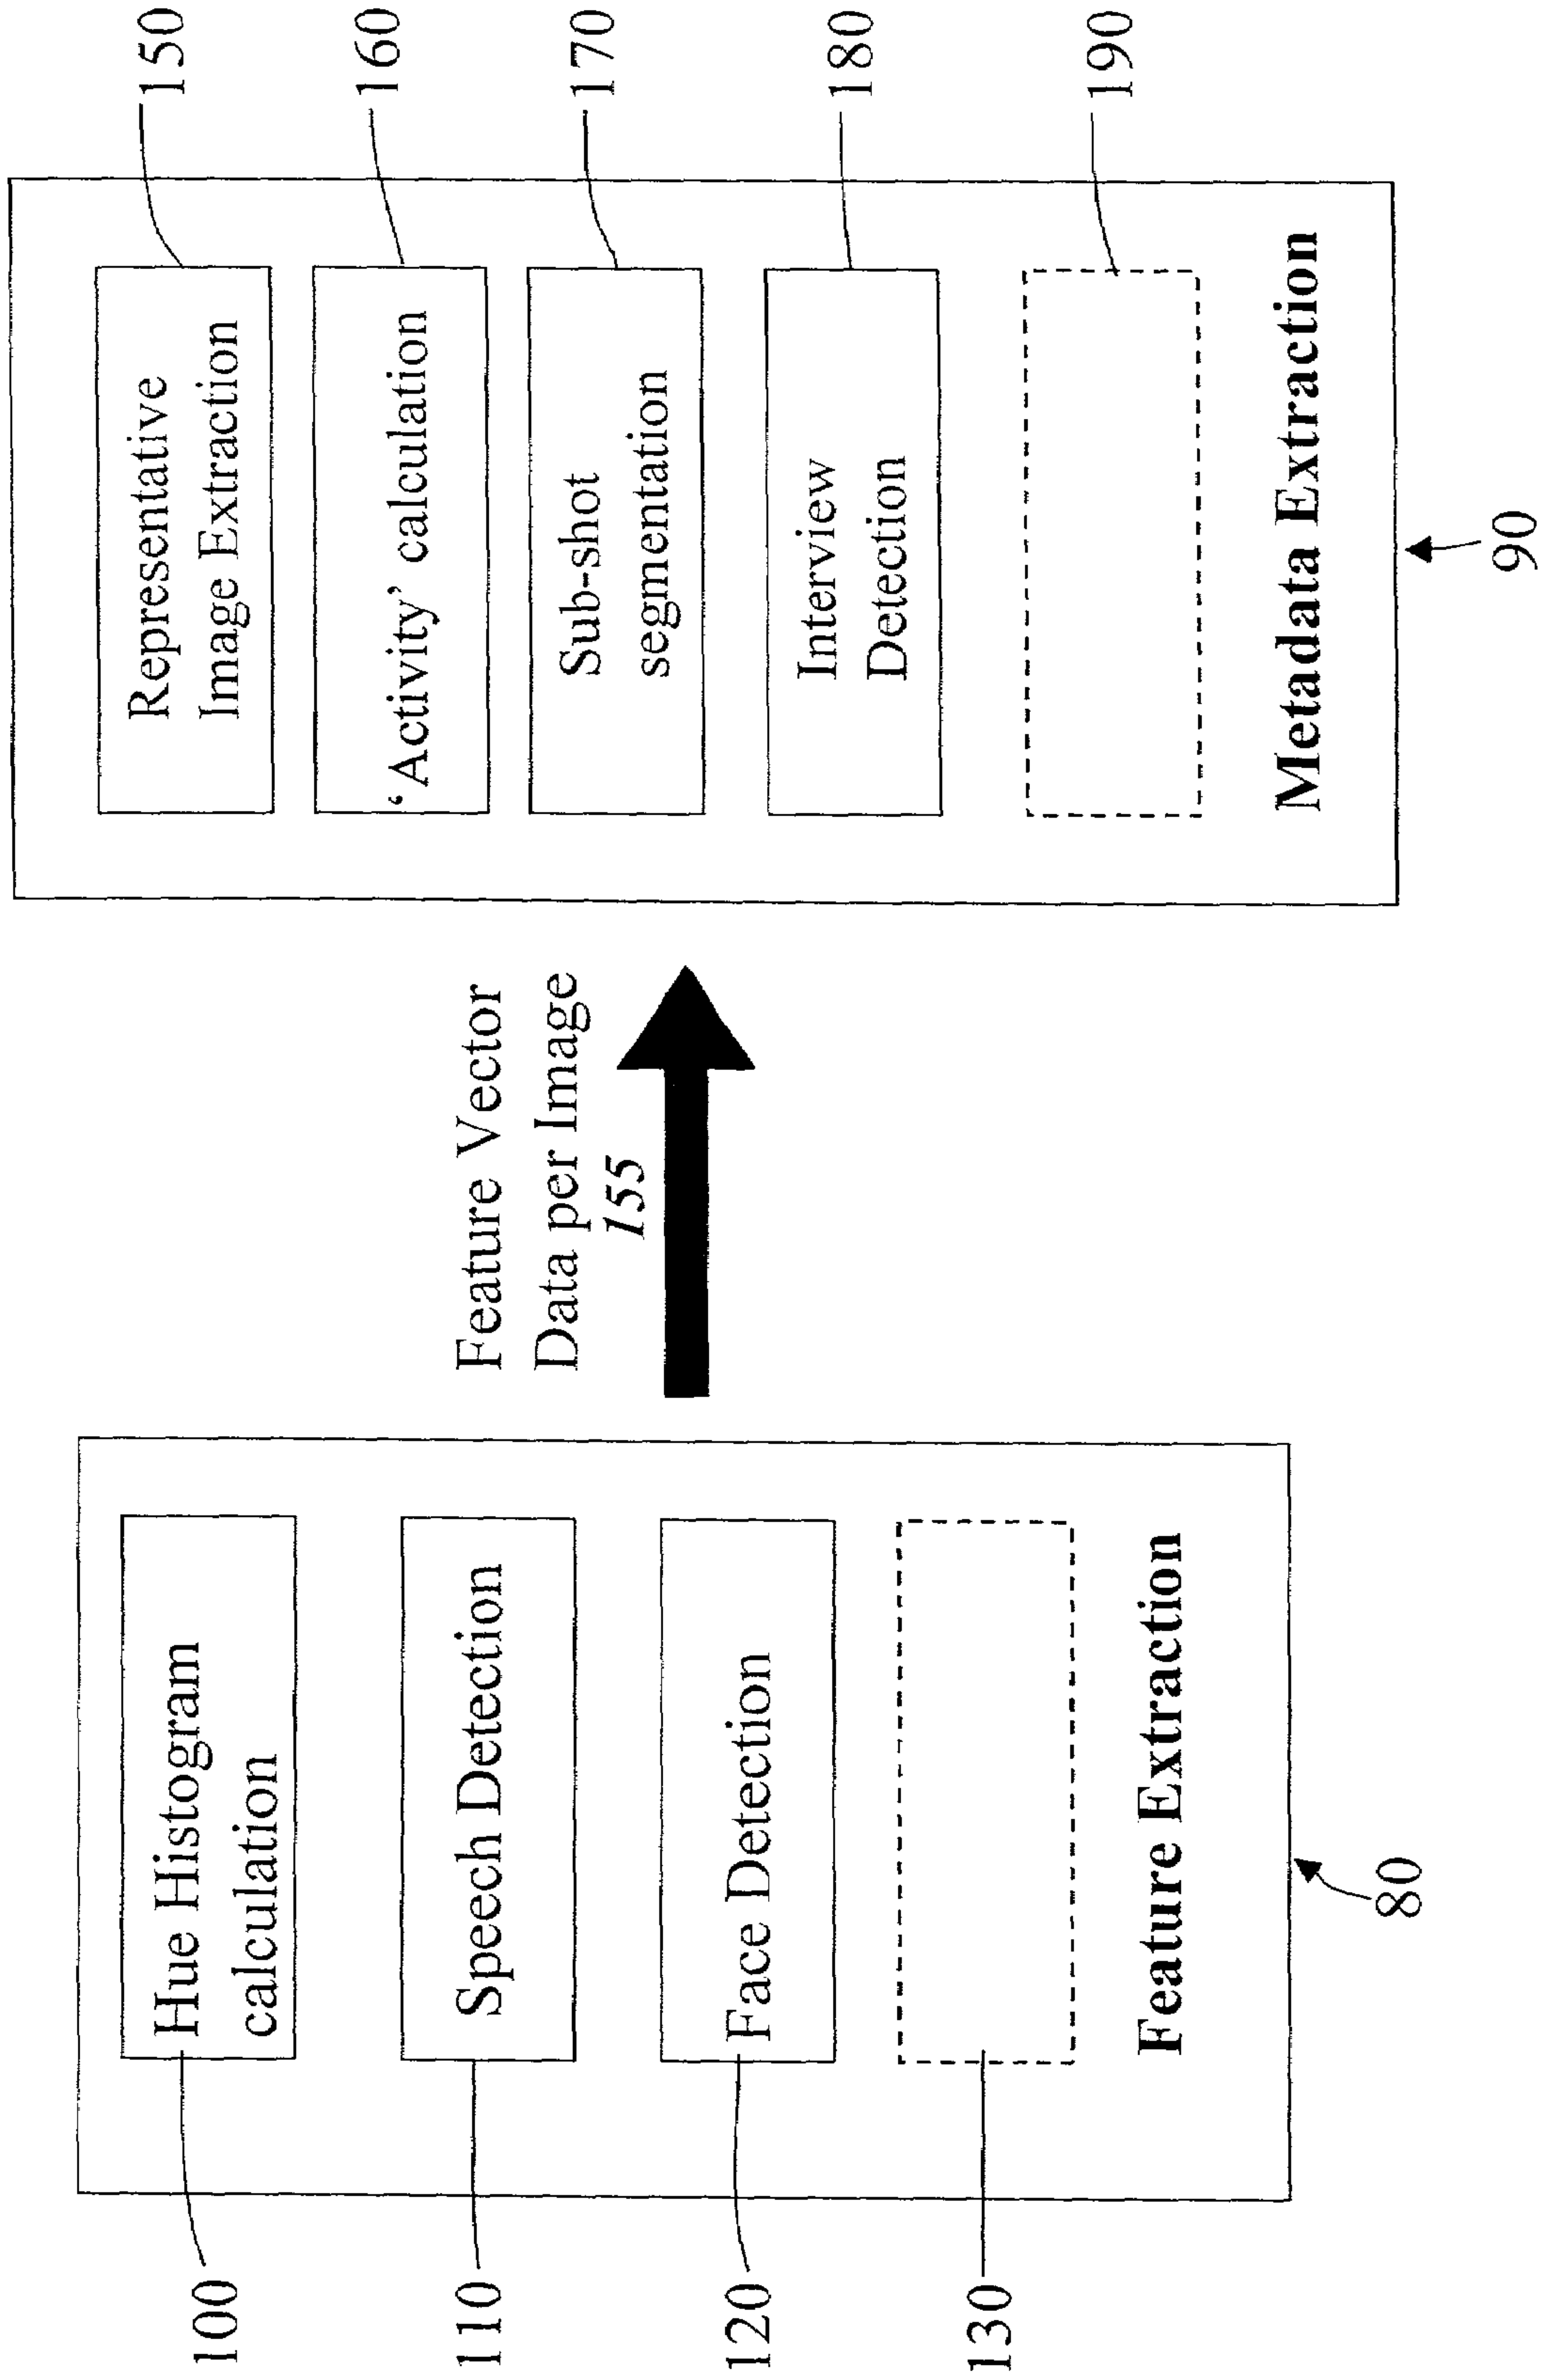 100
Hue Histogram
calculation
110
Speech Detection
120
Face Detection
130
Feature Extraction
80
Feature Vector
Data per Image
155
Representative
Image Extraction
150
‘Activity’ calculation
160
Sub-shot
segmentation
170
Interview
Detection
180
190
Metadata Extraction
90